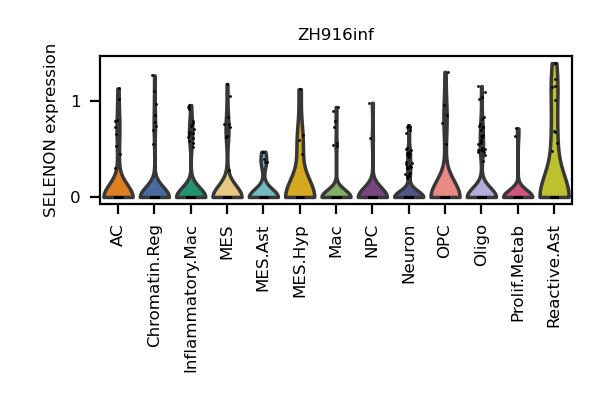 ZH916inf
SELENON expression
1
0
AC
Chromatin.Reg
Inflammatory.Mac
MES
MES.Ast
MES.Hyp
Mac
NPC
Neuron
OPC
Oligo
Prolif.Metab
Reactive.Ast